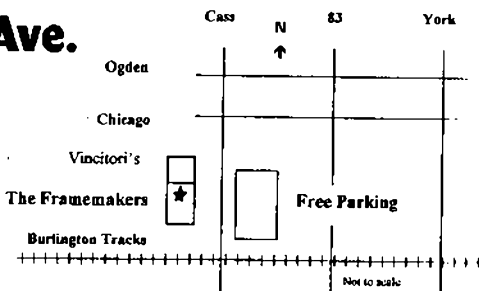 Ave.
Cass 83 York
N
Ogden
Chicago
Vincitori's
The Framemakers
Free Parking
Burlington Tracks
Not to scale